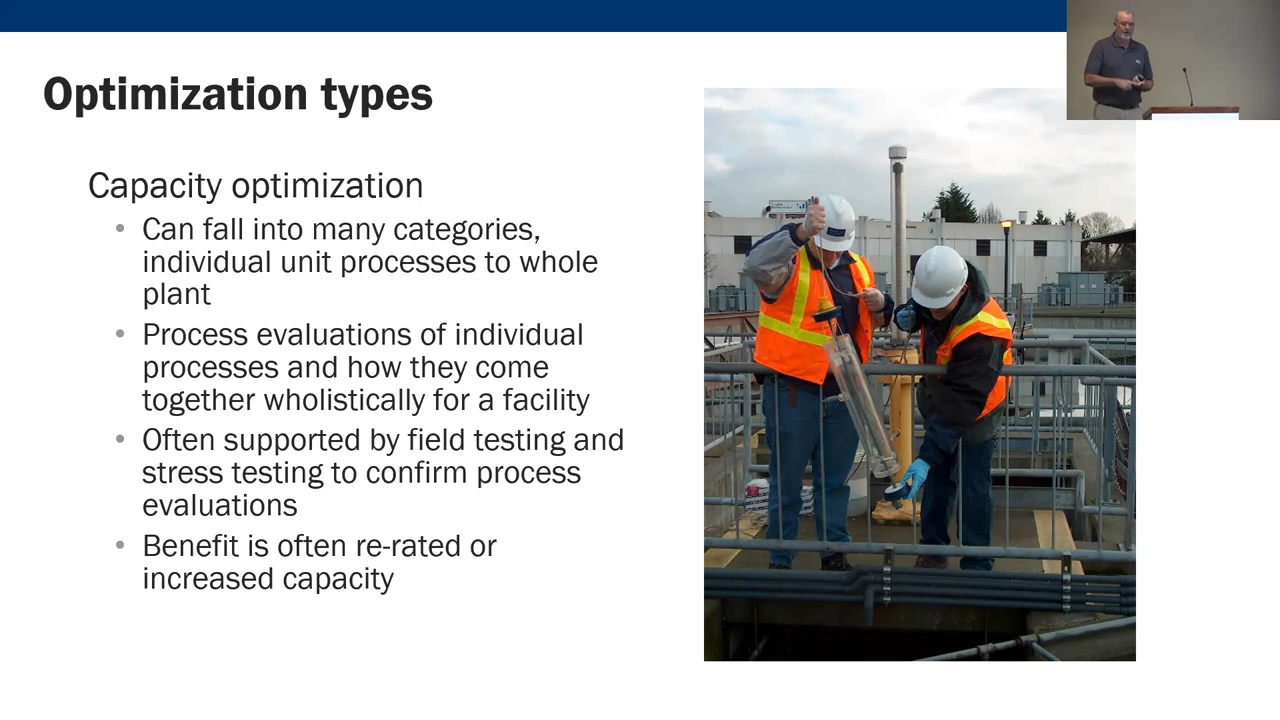 Optimization types
Capacity optimization
• Can fall into many categories,
individual unit processes to whole
plant
• Process evaluations of individual
processes and how they come
together wholistically for a facility
• Often supported by field testing and
stress testing to confirm process
evaluations
• Benefit is often re-rated or
increased capacity